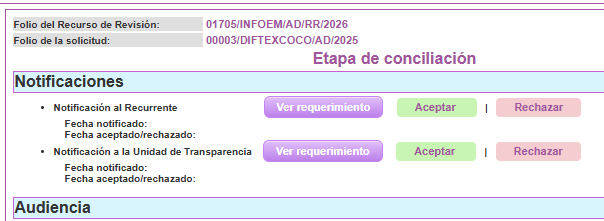 Folio del Recurso de Revisión: 01705/INFOEM/AD/RR/2026
Folio de la solicitud: 00003/DIFTEXCOCO/AD/2025
Etapa de conciliación
Notificaciones
• Notificación al Recurrente Ver requerimiento Aceptar | Rechazar
Fecha notificado:
Fecha aceptado/rechazado:
• Notificación a la Unidad de Transparencia Ver requerimiento Aceptar | Rechazar
Fecha notificado:
Fecha aceptado/rechazado:
Audiencia